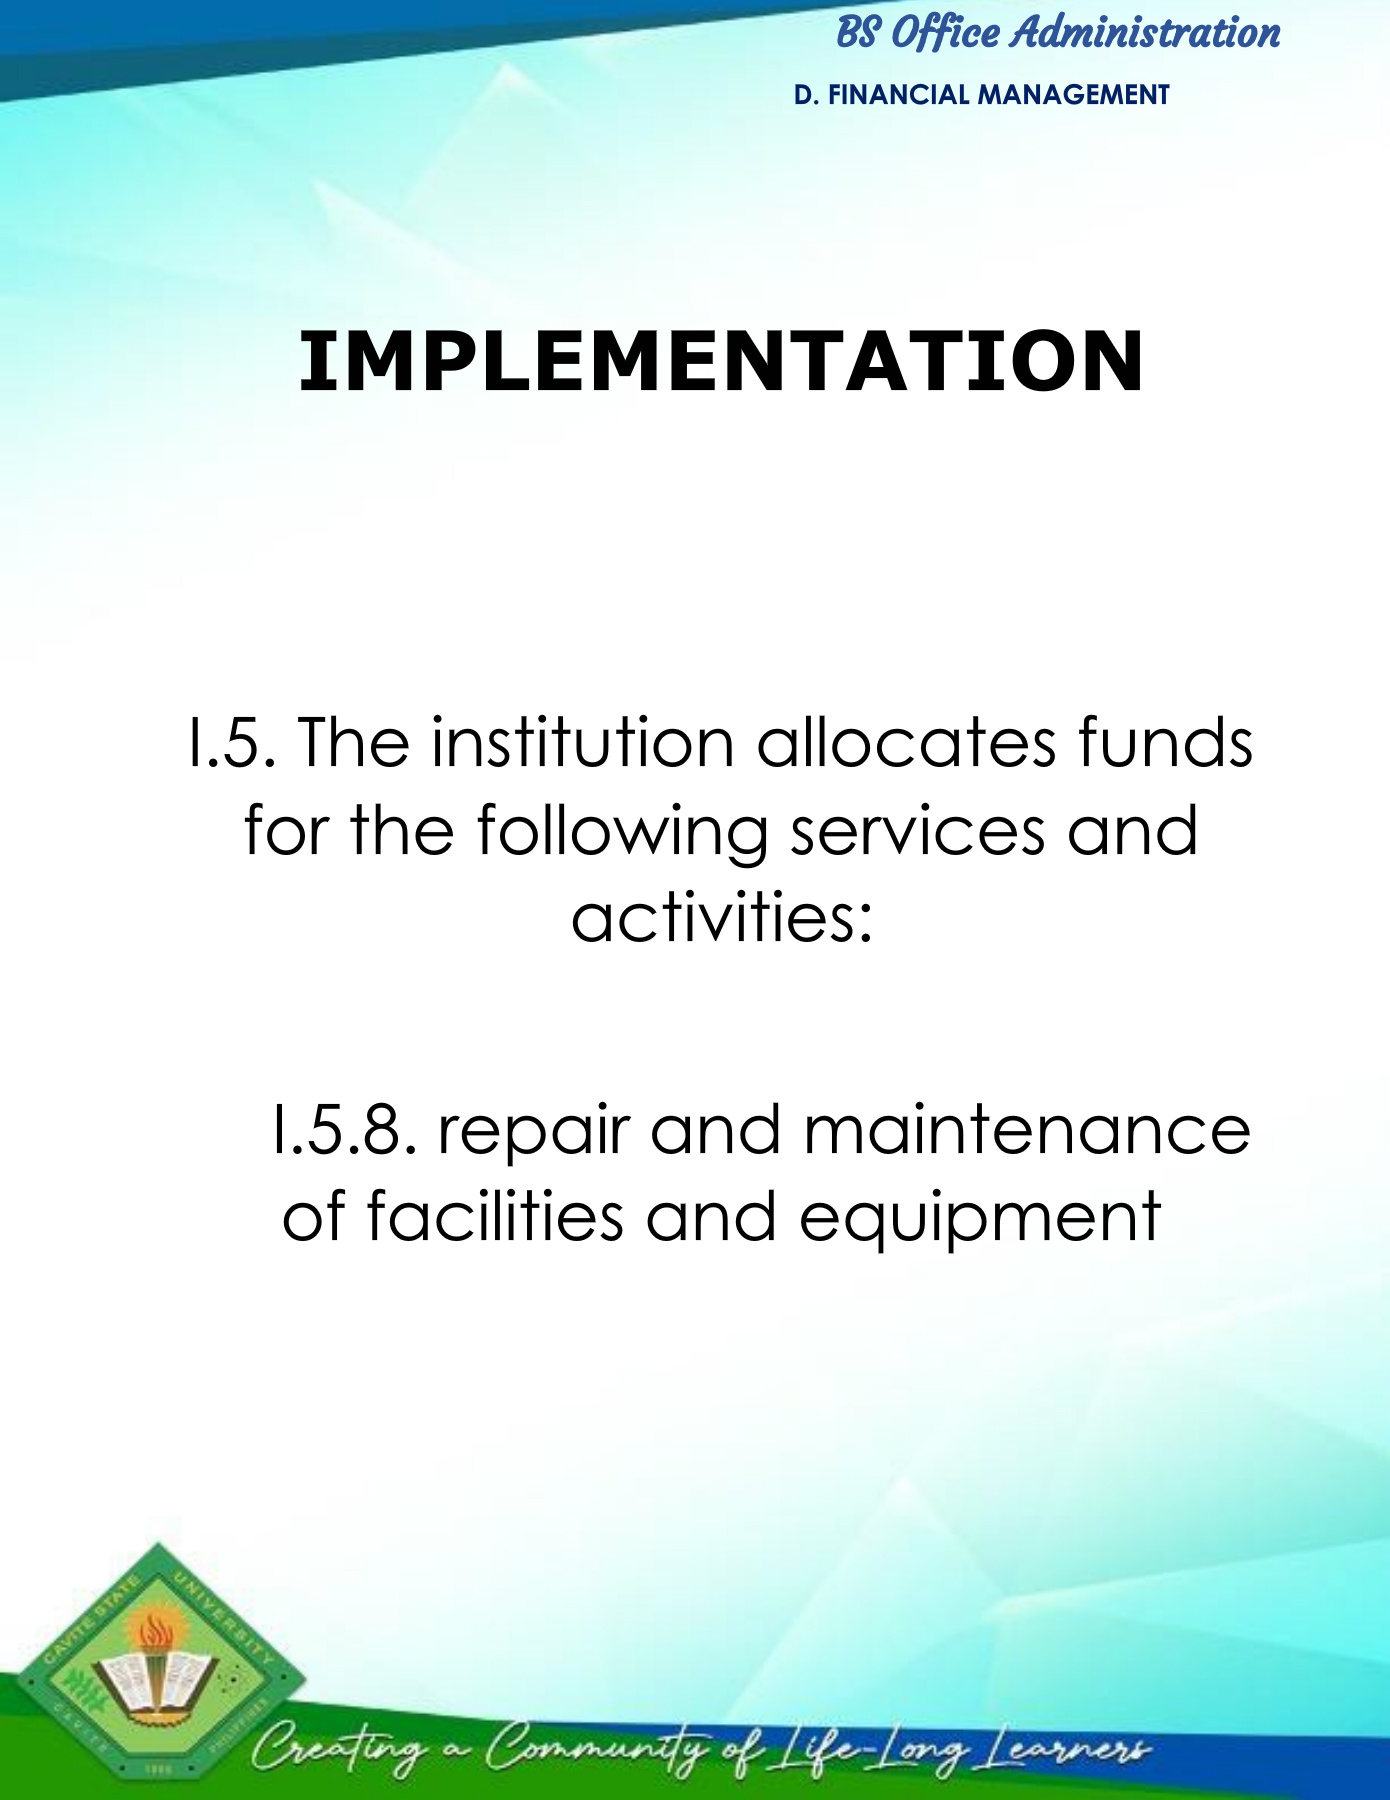 BS Office Administration
D. FINANCIAL MANAGEMENT
IMPLEMENTATION
I.5. The institution allocates funds
for the following services and
activities:
I.5.8. repair and maintenance
of facilities and equipment
CAVITE STATE UNIVERSITY
CAVITE
PHILIPPINES
1906
Creating a Community of Life-Long Learners